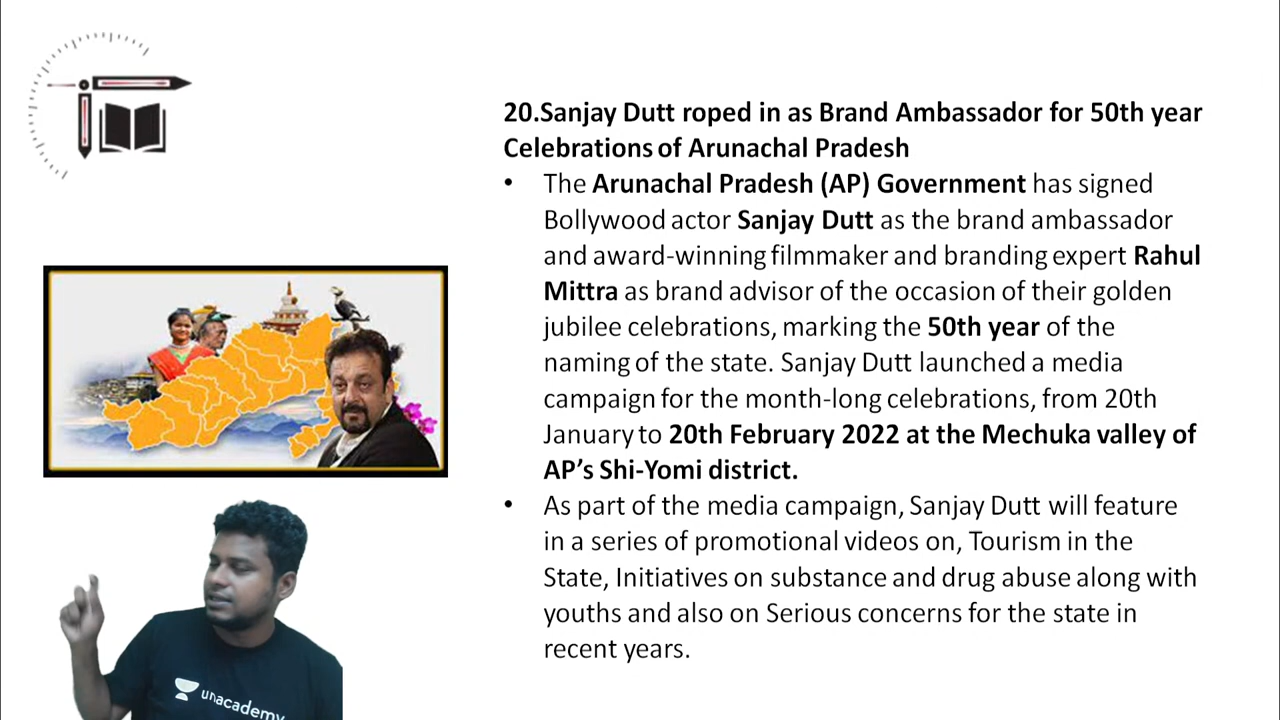 20.Sanjay Dutt roped in as Brand Ambassador for 50th year
Celebrations of Arunachal Pradesh
• The Arunachal Pradesh (AP) Government has signed
Bollywood actor Sanjay Dutt as the brand ambassador
and award-winning filmmaker and branding expert Rahul
Mittra as brand advisor of the occasion of their golden
jubilee celebrations, marking the 50th year of the
naming of the state. Sanjay Dutt launched a media
campaign for the month-long celebrations, from 20th
January to 20th February 2022 at the Mechuka valley of
AP’s Shi-Yomi district.
• As part of the media campaign, Sanjay Dutt will feature
in a series of promotional videos on, Tourism in the
State, Initiatives on substance and drug abuse along with
youths and also on Serious concerns for the state in
recent years.
unacademy